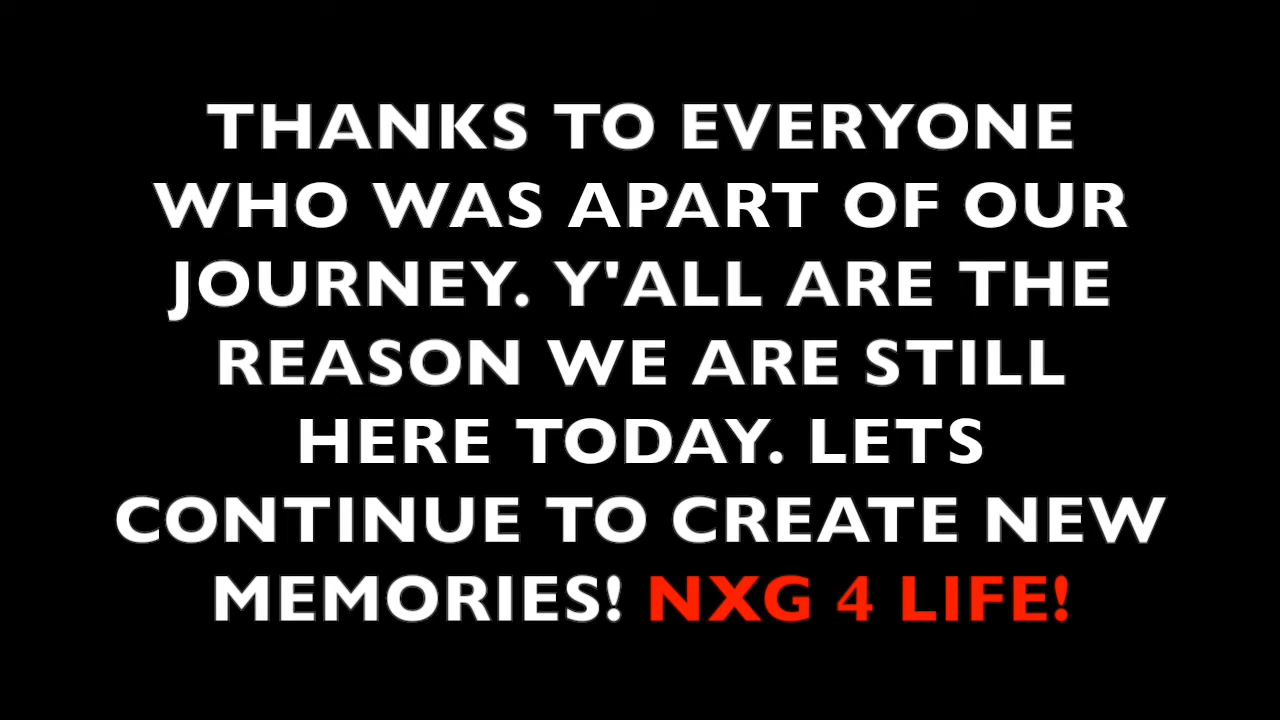 THANKS TO EVERYONE
WHO WAS APART OF OUR
JOURNEY. Y'ALL ARE THE
REASON WE ARE STILL
HERE TODAY. LETS
CONTINUE TO CREATE NEW
MEMORIES! NXG 4 LIFE!